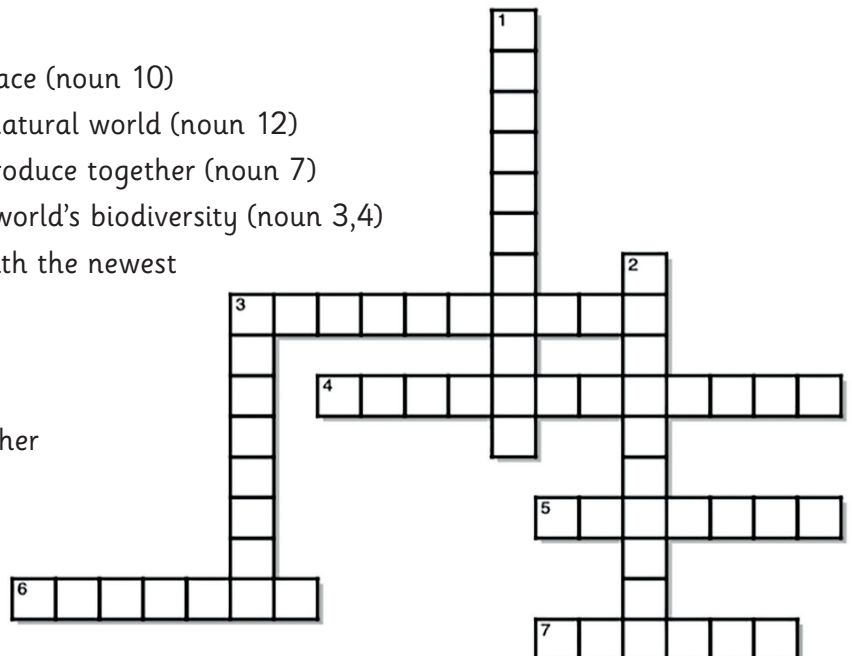 ace (noun 10)
natural world (noun 12)
roduce together (noun 7)
world's biodiversity (noun 3,4)
th the newest
her
1
2
3
4
5
6
7